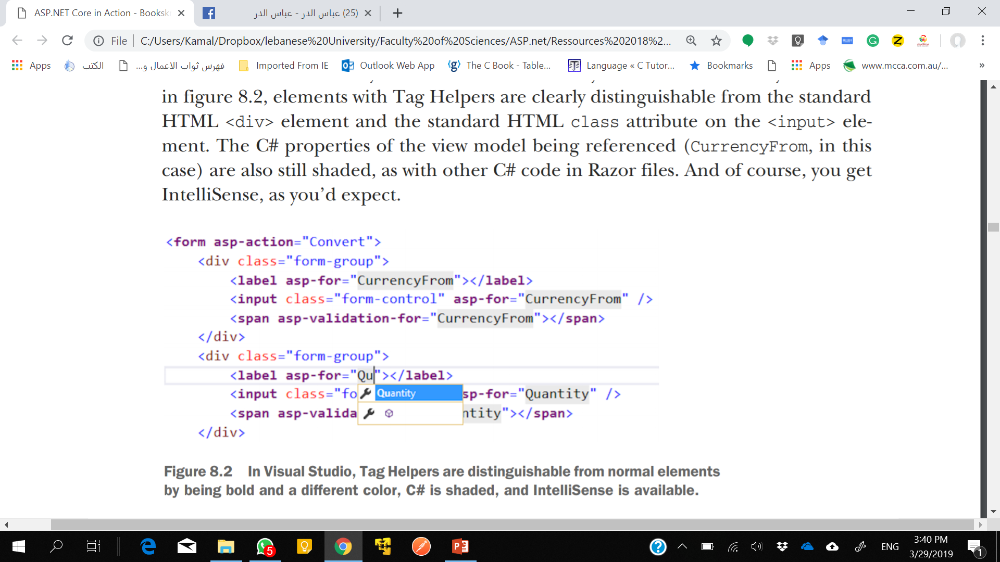 ASP.NET Core in Action - Booksk
(25) عباس الدر - عباس الدر
File
C:/Users/Kamal/Dropbox/lebanese%20University/Faculty%20of%20Sciences/ASP.net/Ressources%202018%2...
Apps
الكتب
فهرس ثواب الاعمال و...
Imported From IE
Outlook Web App
The C Book - Table...
Language « C Tutor...
Bookmarks
Apps
www.mcca.com.au/...
»
in figure 8.2, elements with Tag Helpers are clearly distinguishable from the standard
HTML <div> element and the standard HTML class attribute on the <input> ele-
ment. The C# properties of the view model being referenced (CurrencyFrom, in this
case) are also still shaded, as with other C# code in Razor files. And of course, you get
IntelliSense, as you'd expect.
<form asp-action="Convert">
<div class="form-group">
<label asp-for="CurrencyFrom"></label>
<input class="form-control" asp-for="CurrencyFrom" />
<span asp-validation-for="CurrencyFrom"></span>
</div>
<div class="form-group">
<label asp-for="Qu"></label>
<input class="fo Quantity sp-for="Quantity" />
<span asp-valida ntity"></span>
</div>
Figure 8.2 In Visual Studio, Tag Helpers are distinguishable from normal elements
by being bold and a different color, C# is shaded, and IntelliSense is available.
5
ENG
3:40 PM
3/29/2019
1